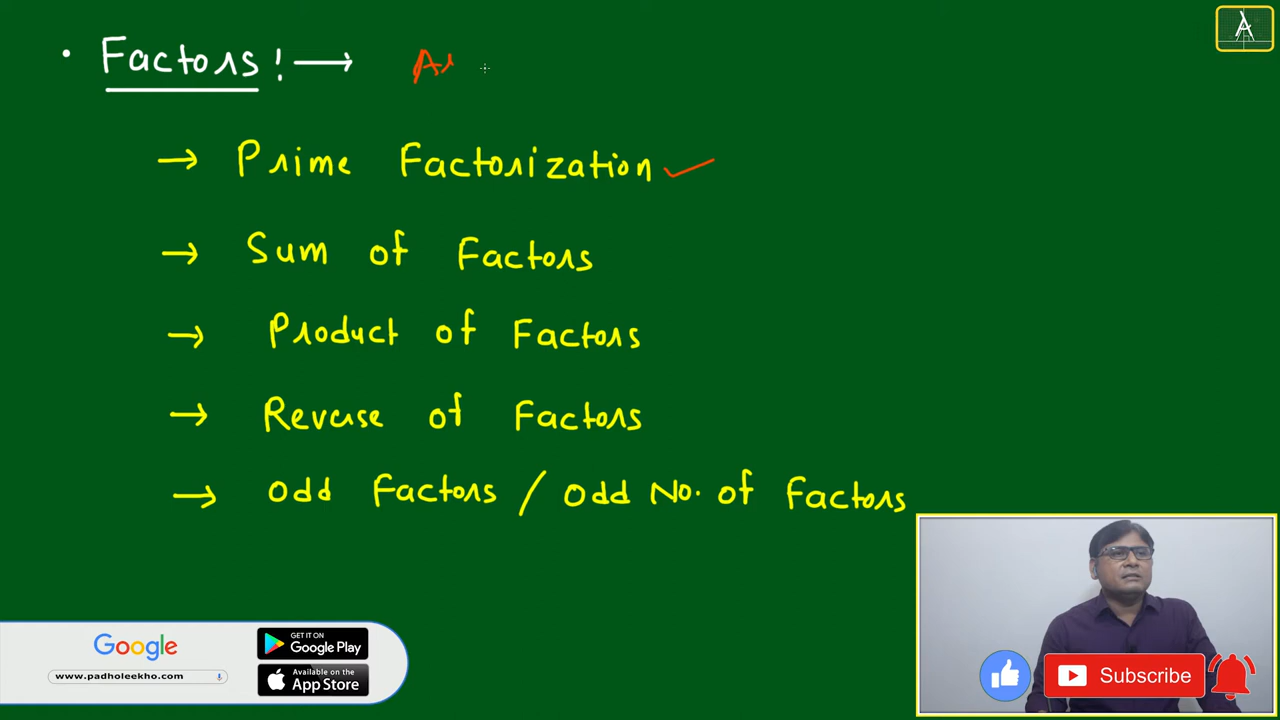 • Factors! → Ar
→ Prime Factorization ✓
→ Sum of Factors
→ Product of Factors
→ Reverse of Factors
→ Odd Factors / Odd No. of Factors
Google
GET IT ON
Google Play
www.padholeekho.com
Available on the
App Store
Subscribe